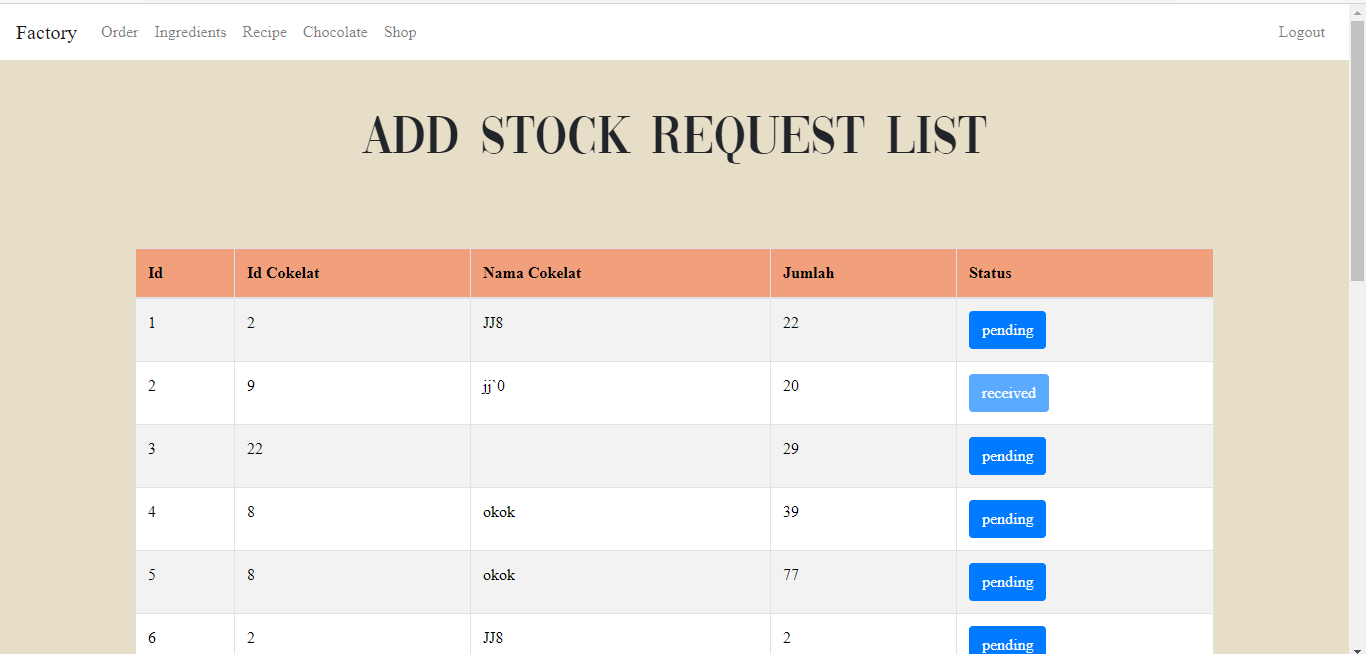 Factory Order Ingredients Recipe Chocolate Shop Logout
ADD STOCK REQUEST LIST
Id Id Cokelat Nama Cokelat Jumlah Status
1 2 JJ8 22 pending
2 9 jj`0 20 received
3 22 29 pending
4 8 okok 39 pending
5 8 okok 77 pending
6 2 JJ8 2 pending